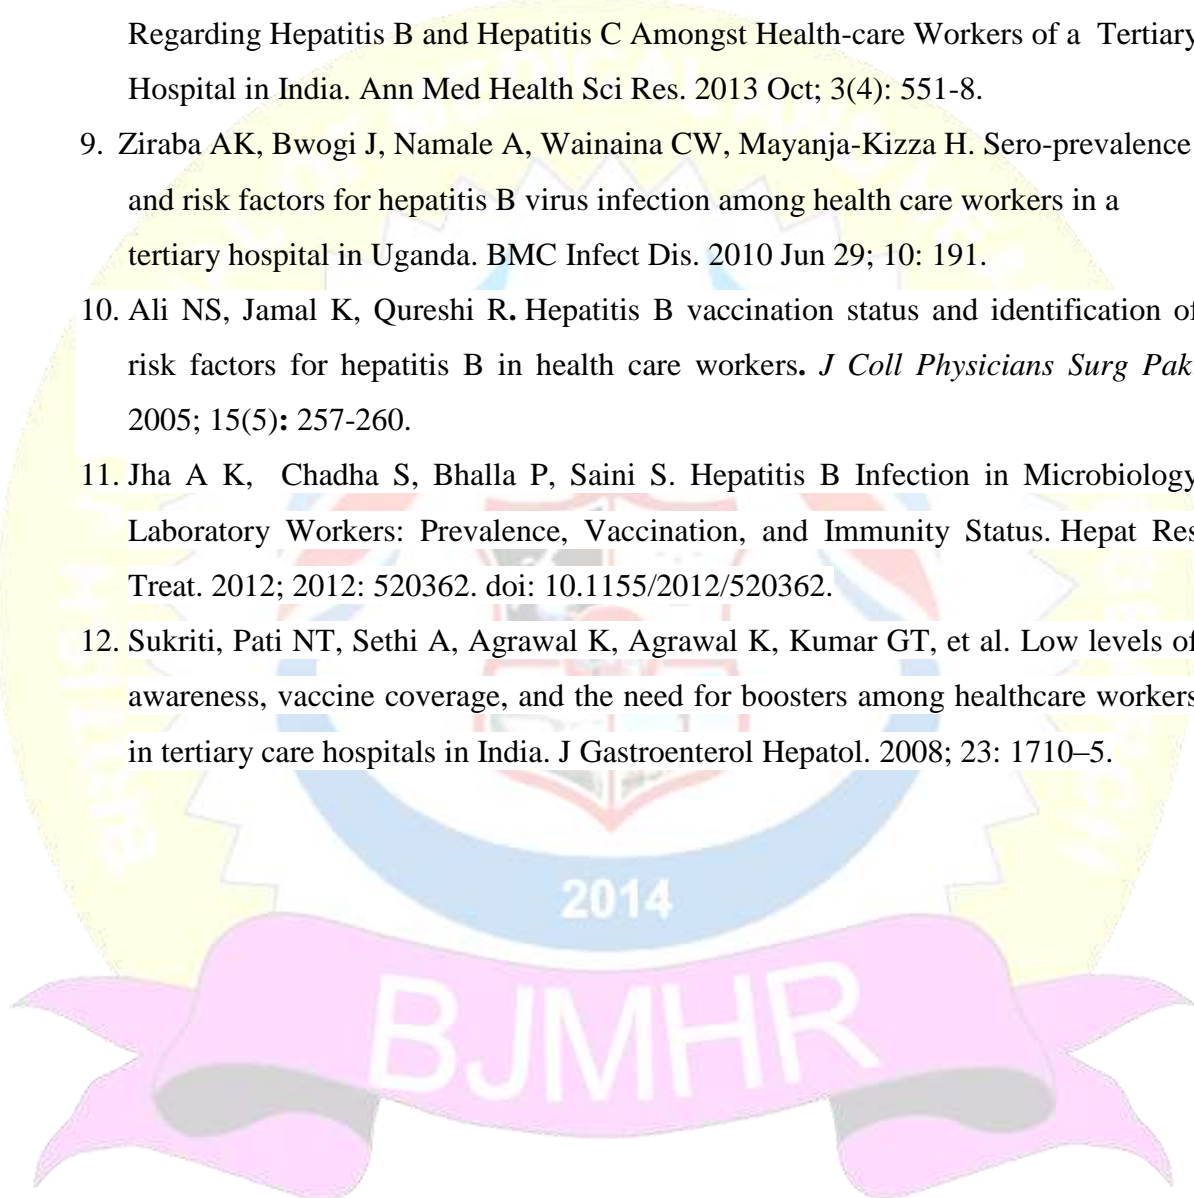 Regarding Hepatitis B and Hepatitis C Amongst Health-care Workers of a Tertiary
Hospital in India. Ann Med Health Sci Res. 2013 Oct; 3(4): 551-8.
9. Ziraba AK, Bwogi J, Namale A, Wainaina CW, Mayanja-Kizza H. Sero-prevalence
and risk factors for hepatitis B virus infection among health care workers in a
tertiary hospital in Uganda. BMC Infect Dis. 2010 Jun 29; 10: 191.
10. Ali NS, Jamal K, Qureshi R. Hepatitis B vaccination status and identification of
risk factors for hepatitis B in health care workers. J Coll Physicians Surg Pak.
2005; 15(5): 257-260.
11. Jha A K, Chadha S, Bhalla P, Saini S. Hepatitis B Infection in Microbiology
Laboratory Workers: Prevalence, Vaccination, and Immunity Status. Hepat Res
Treat. 2012; 2012: 520362. doi: 10.1155/2012/520362.
12. Sukriti, Pati NT, Sethi A, Agrawal K, Agrawal K, Kumar GT, et al. Low levels of
awareness, vaccine coverage, and the need for boosters among healthcare workers
in tertiary care hospitals in India. J Gastroenterol Hepatol. 2008; 23: 1710–5.
2014
BJMHR